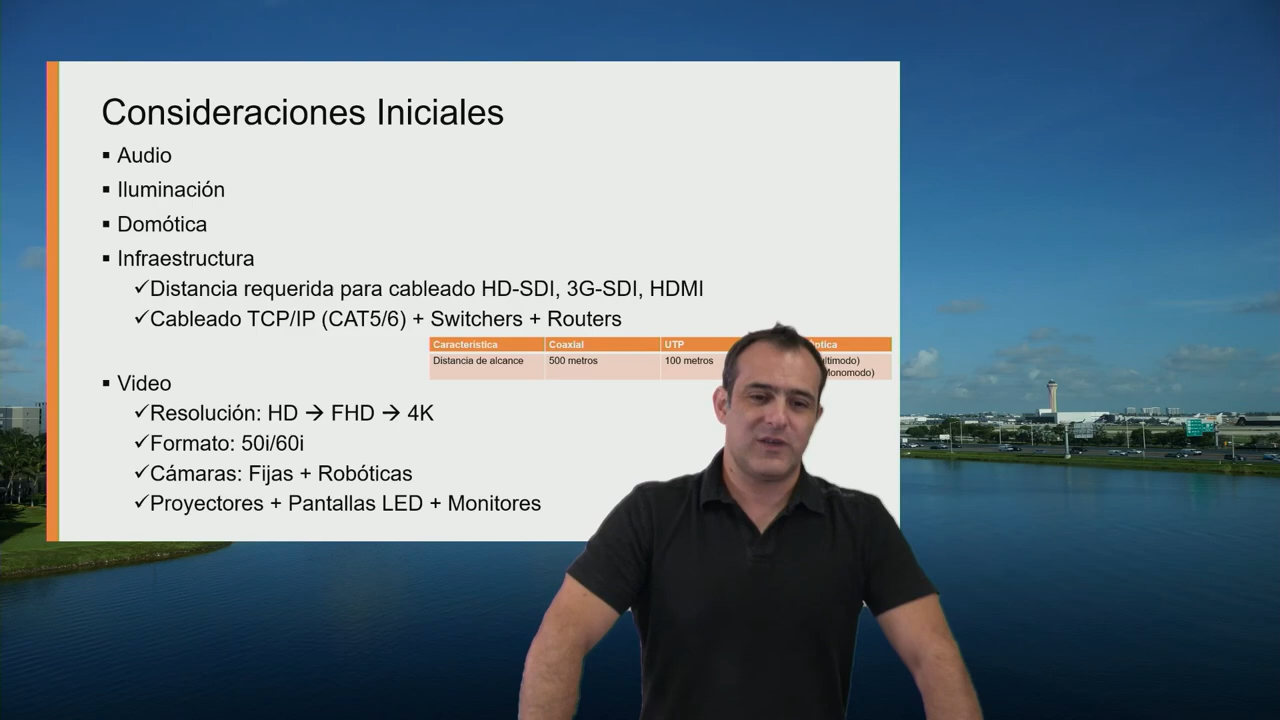 Consideraciones Iniciales
▪ Audio
▪ Iluminación
▪ Domótica
▪ Infraestructura
✓Distancia requerida para cableado HD-SDI, 3G-SDI, HDMI
✓Cableado TCP/IP (CAT5/6) + Switchers + Routers
Característica Coaxial UTP
Distancia de alcance 500 metros 100 metros
▪ Video
✓Resolución: HD → FHD → 4K
✓Formato: 50i/60i
✓Cámaras: Fijas + Robóticas
✓Proyectores + Pantallas LED + Monitores